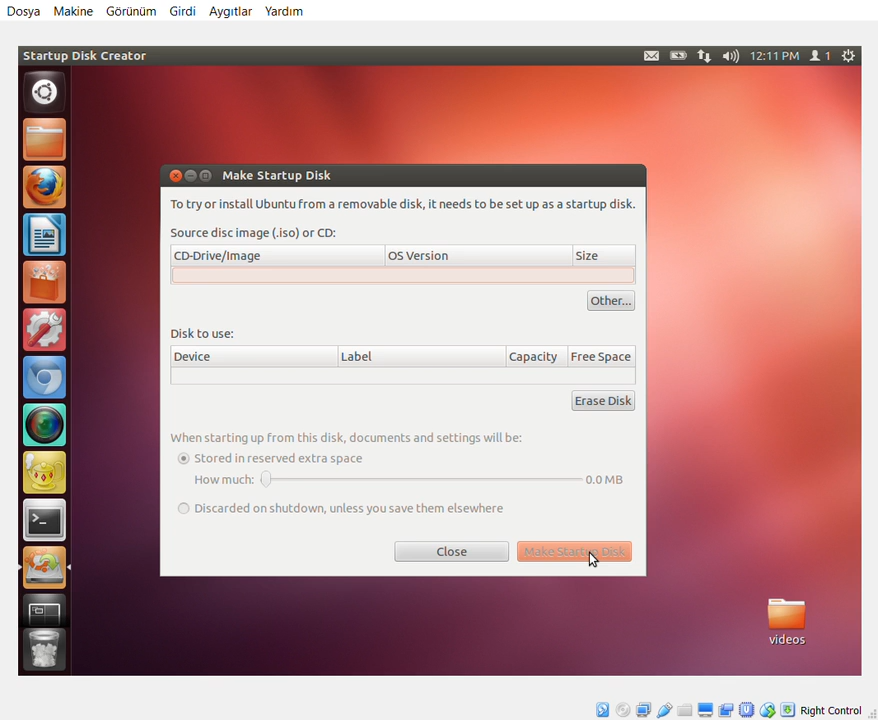 Dosya Makine Görünüm Girdi Aygıtlar Yardım
Startup Disk Creator 12:11 PM 1
Make Startup Disk
To try or install Ubuntu from a removable disk, it needs to be set up as a startup disk.
Source disc image (.iso) or CD:
CD-Drive/Image OS Version Size
Other...
Disk to use:
Device Label Capacity Free Space
Erase Disk
When starting up from this disk, documents and settings will be:
Stored in reserved extra space
How much: 0.0 MB
Discarded on shutdown, unless you save them elsewhere
Close Make Startup Disk
videos
Right Control